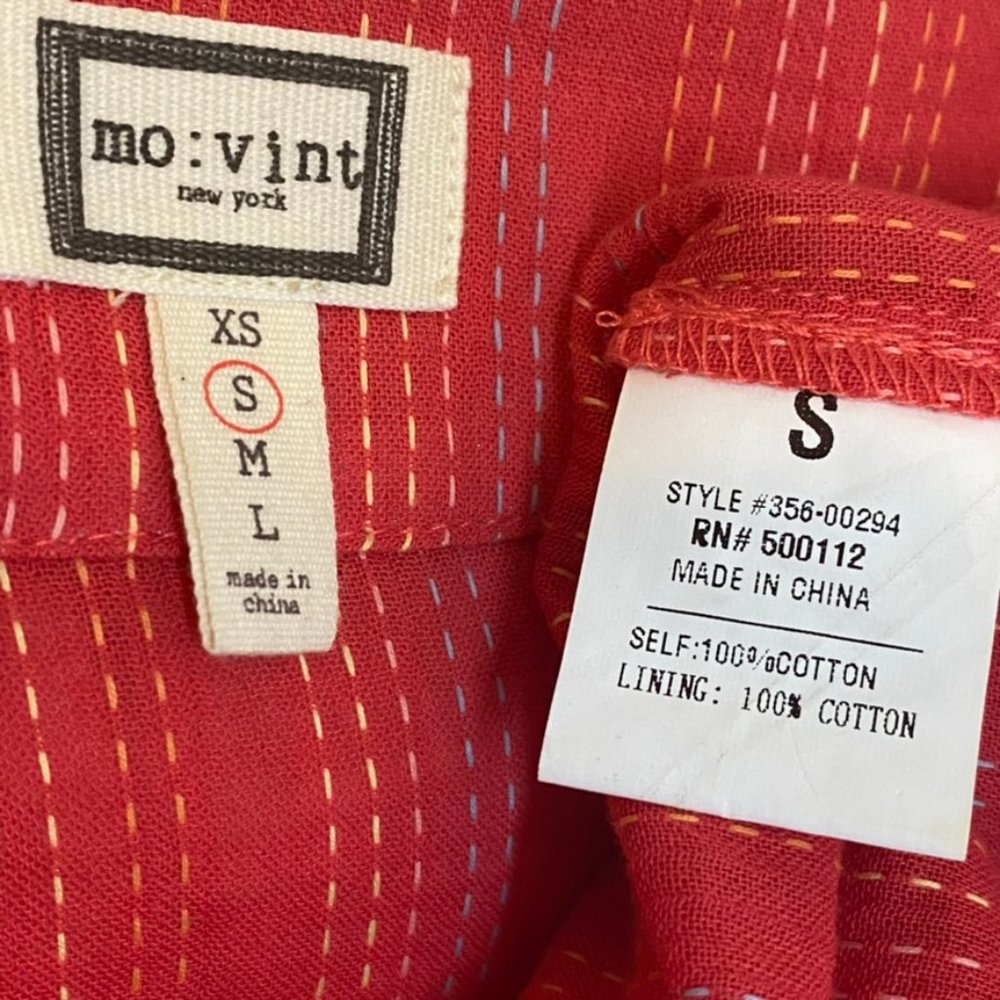 mo:vint
new york
XS
S
M
L
made in
china
S
STYLE #356-00294
RN# 500112
MADE IN CHINA
SELF:100%COTTON
LINING: 100% COTTON